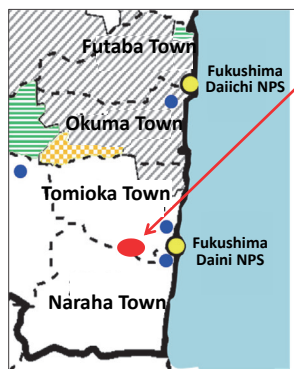 Futaba Town
Fukushima
Daiichi NPS
Okuma Town
Tomioka Town
Fukushima
Daini NPS
Naraha Town